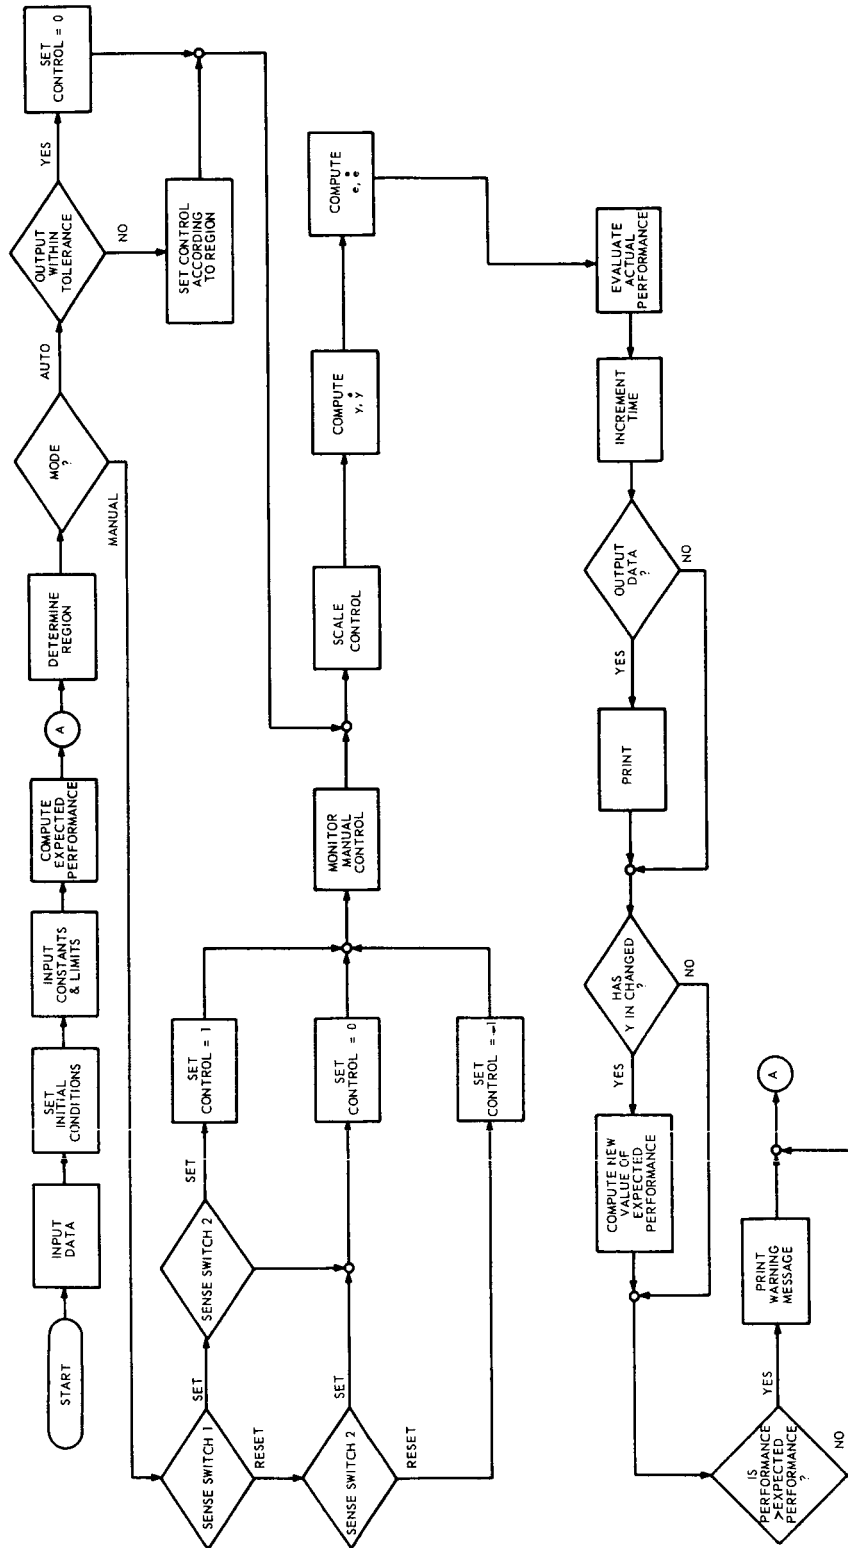 START
INPUT
DATA
SET
INITIAL
CONDITIONS
INPUT
CONSTANTS
& LIMITS
COMPUTE
EXPECTED
PERFORMANCE
A
DETERMINE
REGION
MODE
?
AUTO
MANUAL
OUTPUT
WITHIN
TOLERANCE
YES
NO
SET
CONTROL = 0
SET CONTROL
ACCORDING
TO REGION
SENSE SWITCH 1
SET
RESET
SENSE SWITCH 2
SET
SET
CONTROL = 1
SENSE SWITCH 2
SET
RESET
SET
CONTROL = 0
SET
CONTROL = -1
MONITOR
MANUAL
CONTROL
SCALE
CONTROL
COMPUTE
y, ẏ
COMPUTE
e, ė
EVALUATE
ACTUAL
PERFORMANCE
INCREMENT
TIME
OUTPUT
DATA
?
YES
NO
PRINT
HAS
Y IN CHANGED
?
YES
NO
COMPUTE NEW
VALUE OF
EXPECTED
PERFORMANCE
IS
PERFORMANCE
>EXPECTED
PERFORMANCE
?
YES
NO
PRINT
WARNING
MESSAGE
A